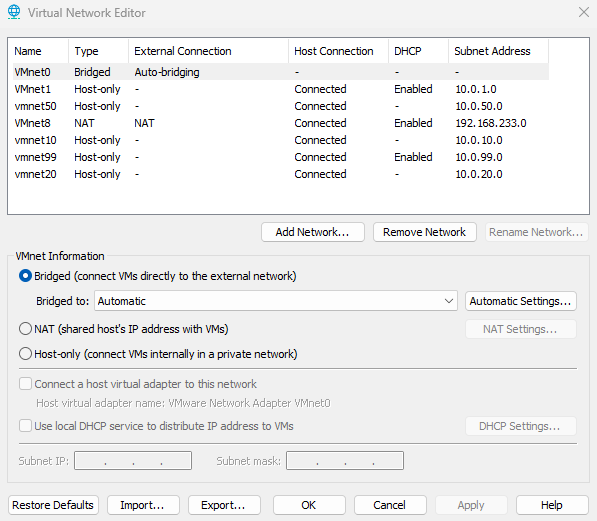 Virtual Network Editor
Name Type External Connection Host Connection DHCP Subnet Address
VMnet0 Bridged Auto-bridging - - -
VMnet1 Host-only - Connected Enabled 10.0.1.0
vmnet50 Host-only - Connected - 10.0.50.0
VMnet8 NAT NAT Connected Enabled 192.168.233.0
vmnet10 Host-only - Connected - 10.0.10.0
vmnet99 Host-only - Connected Enabled 10.0.99.0
vmnet20 Host-only - Connected - 10.0.20.0
Add Network... Remove Network Rename Network...
VMnet Information
Bridged (connect VMs directly to the external network)
Bridged to: Automatic Automatic Settings...
NAT (shared host's IP address with VMs) NAT Settings...
Host-only (connect VMs internally in a private network)
Connect a host virtual adapter to this network
Host virtual adapter name: VMware Network Adapter VMnet0
Use local DHCP service to distribute IP address to VMs DHCP Settings...
Subnet IP: . . . Subnet mask: . . .
Restore Defaults Import... Export... OK Cancel Apply Help